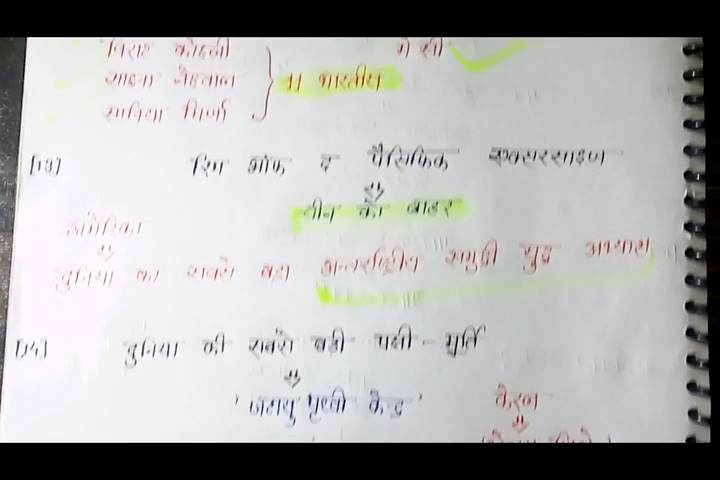 विराट कोहली
साइना नेहवाल
सानिया मिर्जा
11 भारतीय
मेसी
[13] रिम ऑफ द पैसिफिक एक्सरसाइज
चीन को बाहर
अमेरिका
दुनिया का सबसे बड़ा अन्तर्राष्ट्रीय समुद्री युद्ध अभ्यास
दुनिया की सबसे बड़ी पक्षी - मूर्ति
'जटायु पृथ्वी केन्द्र'
केरल